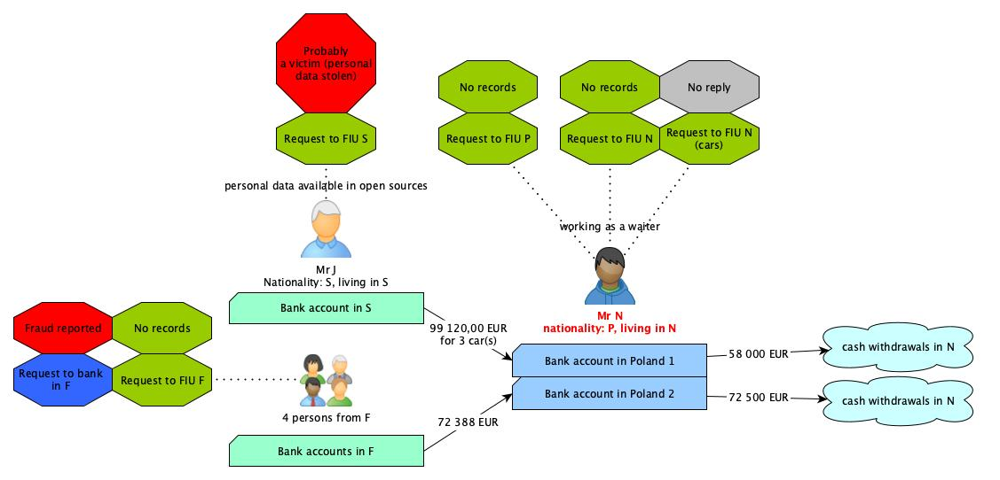 Probably
a victim (personal
data stolen)
Request to FIU S
No records
Request to FIU P
No records
Request to FIU N
No reply
Request to FIU N
(cars)
personal data available in open sources
working as a waiter
Mr J
Nationality: S, living in S
Bank account in S
99 120,00 EUR
for 3 car(s)
Mr N
nationality: P, living in N
Bank account in Poland 1
Bank account in Poland 2
58 000 EUR
cash withdrawals in N
72 500 EUR
cash withdrawals in N
Fraud reported
No records
Request to bank
in F
Request to FIU F
4 persons from F
72 388 EUR
Bank accounts in F